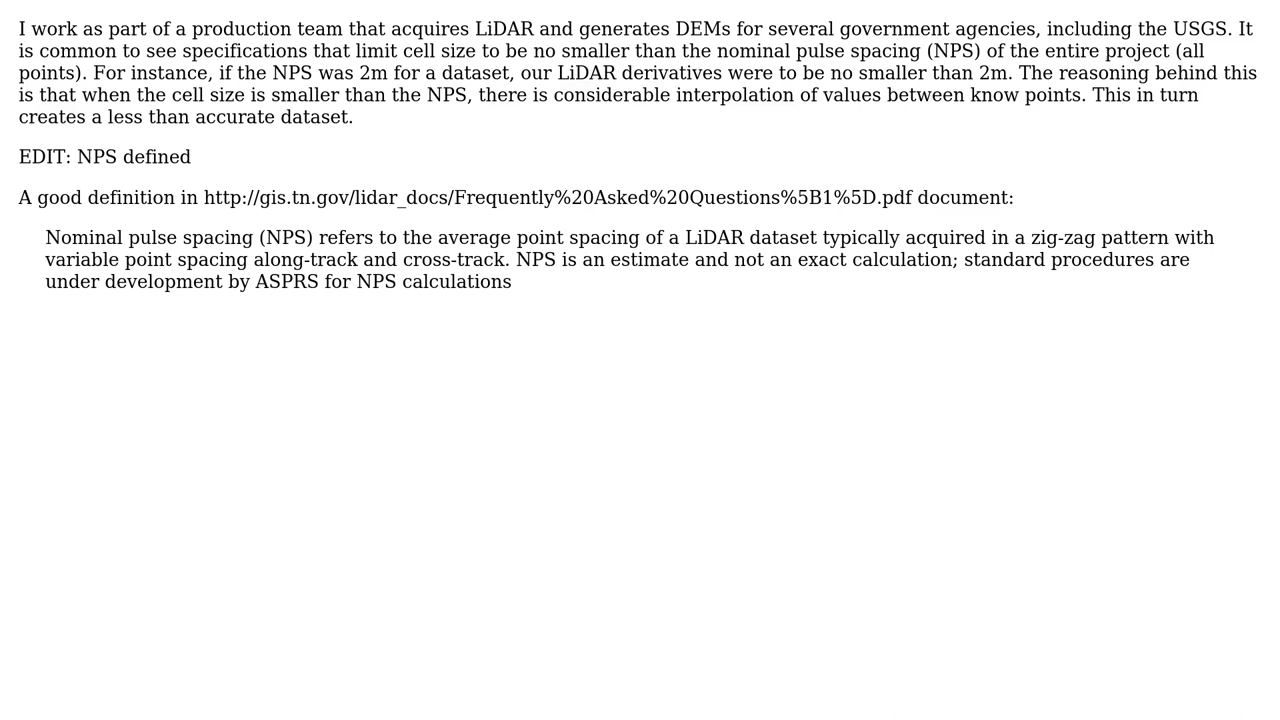 I work as part of a production team that acquires LiDAR and generates DEMs for several government agencies, including the USGS. It
is common to see specifications that limit cell size to be no smaller than the nominal pulse spacing (NPS) of the entire project (all
points). For instance, if the NPS was 2m for a dataset, our LiDAR derivatives were to be no smaller than 2m. The reasoning behind this
is that when the cell size is smaller than the NPS, there is considerable interpolation of values between know points. This in turn
creates a less than accurate dataset.
EDIT: NPS defined
A good definition in http://gis.tn.gov/lidar_docs/Frequently%20Asked%20Questions%5B1%5D.pdf document:
Nominal pulse spacing (NPS) refers to the average point spacing of a LiDAR dataset typically acquired in a zig-zag pattern with
variable point spacing along-track and cross-track. NPS is an estimate and not an exact calculation; standard procedures are
under development by ASPRS for NPS calculations